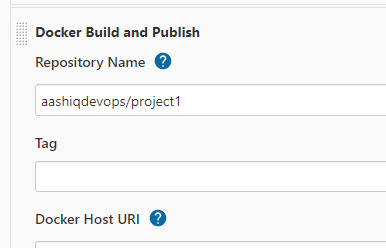 Docker Build and Publish
Repository Name ?
aashiqdevops/project1
Tag
Docker Host URI ?